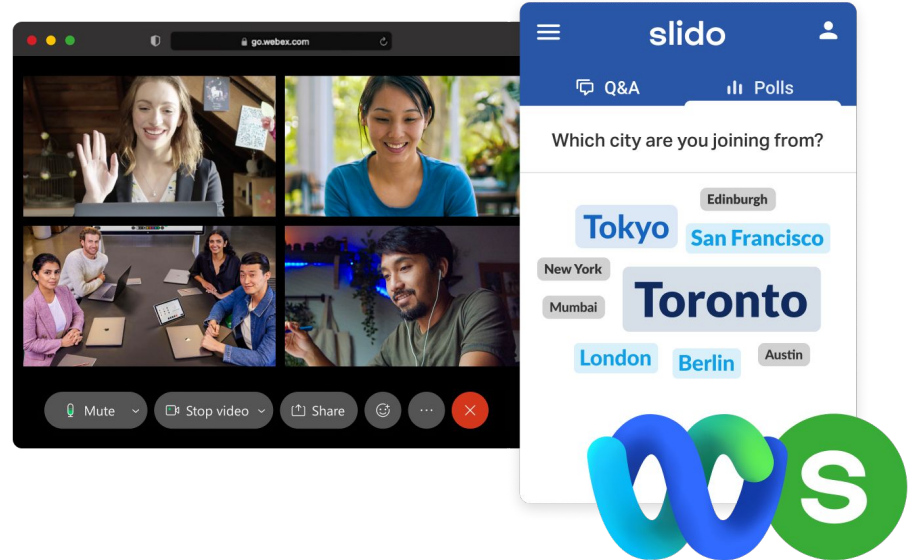 go.webex.com
Mute
Stop video
Share
slido
Q&A
Polls
Which city are you joining from?
Edinburgh
Tokyo
San Francisco
New York
Toronto
Mumbai
London
Berlin
Austin
S